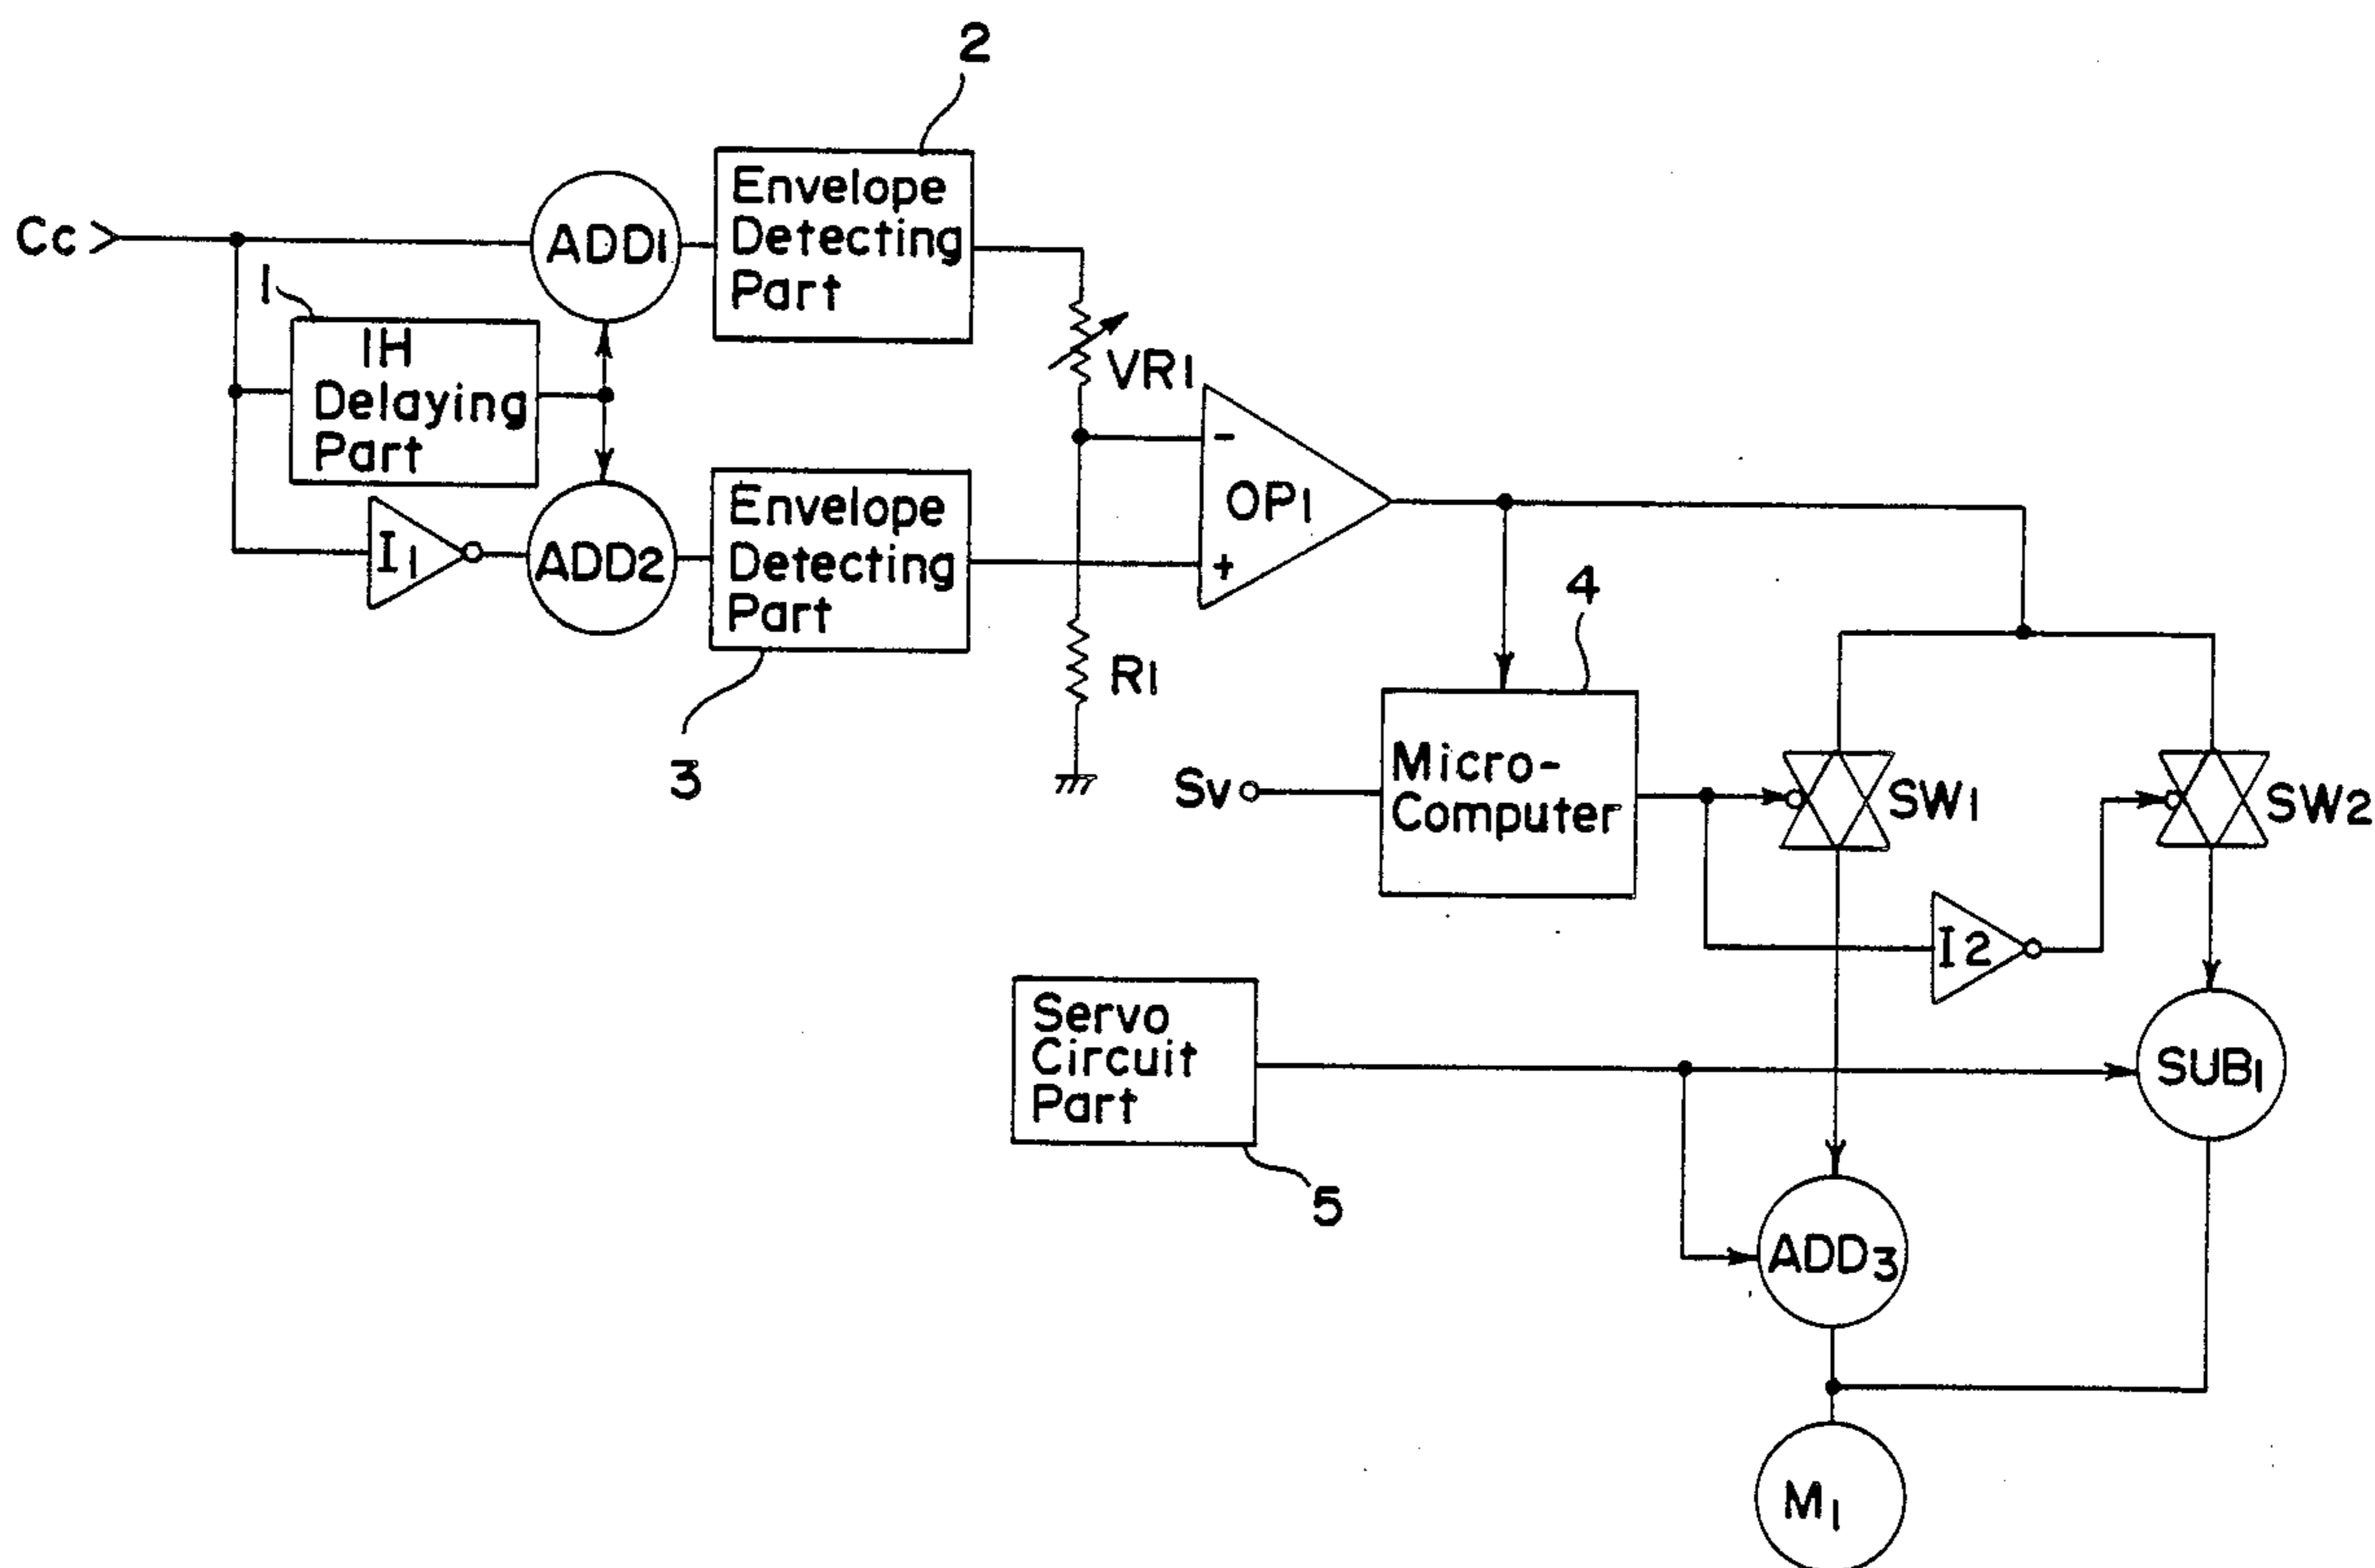 2
Envelope
Detecting
Part
Cc
ADD1
1
1H
Delaying
Part
VR1
-
OP1
+
I1
ADD2
Envelope
Detecting
Part
3
R1
4
Sv
Micro-
Computer
SW1
SW2
I2
Servo
Circuit
Part
5
SUB1
ADD3
M1